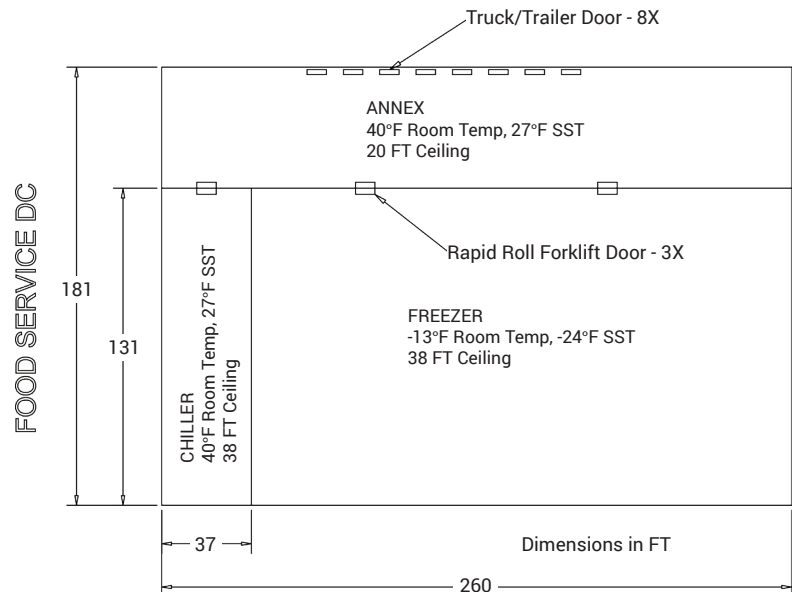 Truck/Trailer Door - 8X
ANNEX
40°F Room Temp, 27°F SST
20 FT Ceiling
FOOD SERVICE DC
181
131
Rapid Roll Forklift Door - 3X
CHILLER
40°F Room Temp, 27°F SST
38 FT Ceiling
FREEZER
-13°F Room Temp, -24°F SST
38 FT Ceiling
37
Dimensions in FT
260